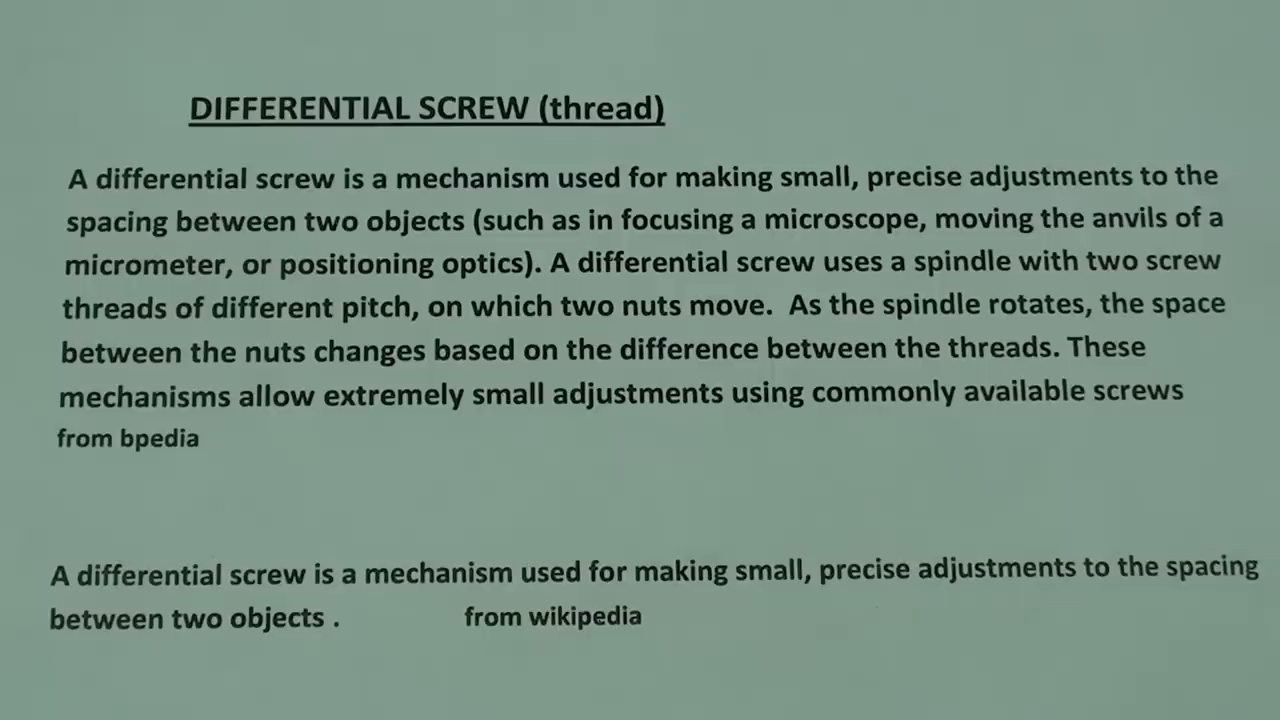 DIFFERENTIAL SCREW (thread)
A differential screw is a mechanism used for making small, precise adjustments to the
spacing between two objects (such as in focusing a microscope, moving the anvils of a
micrometer, or positioning optics). A differential screw uses a spindle with two screw
threads of different pitch, on which two nuts move. As the spindle rotates, the space
between the nuts changes based on the difference between the threads. These
mechanisms allow extremely small adjustments using commonly available screws
from bpedia
A differential screw is a mechanism used for making small, precise adjustments to the spacing
between two objects . from wikipedia